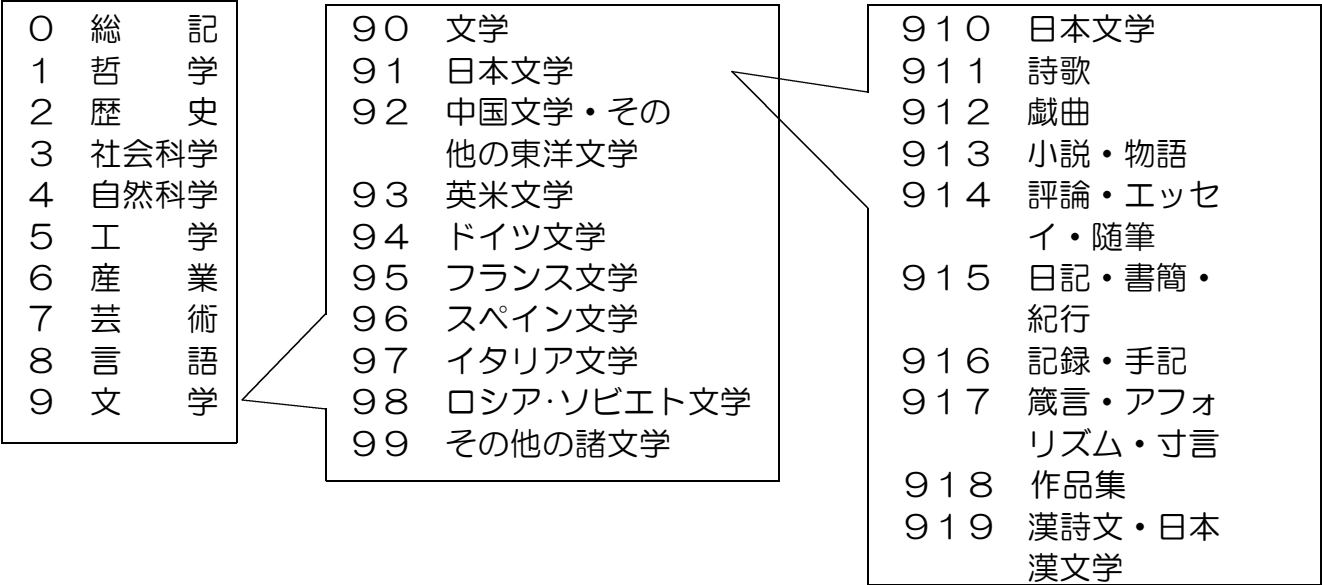 ０　総　記
１　哲　学
２　歴　史
３　社会科学
４　自然科学
５　工　学
６　産　業
７　芸　術
８　言　語
９　文　学
９０　文学
９１　日本文学
９２　中国文学・その
他の東洋文学
９３　英米文学
９４　ドイツ文学
９５　フランス文学
９６　スペイン文学
９７　イタリア文学
９８　ロシア・ソビエト文学
９９　その他の諸文学
９１０　日本文学
９１１　詩歌
９１２　戯曲
９１３　小説・物語
９１４　評論・エッセ
イ・随筆
９１５　日記・書簡・
紀行
９１６　記録・手記
９１７　箴言・アフォ
リズム・寸言
９１８　作品集
９１９　漢詩文・日本
漢文学